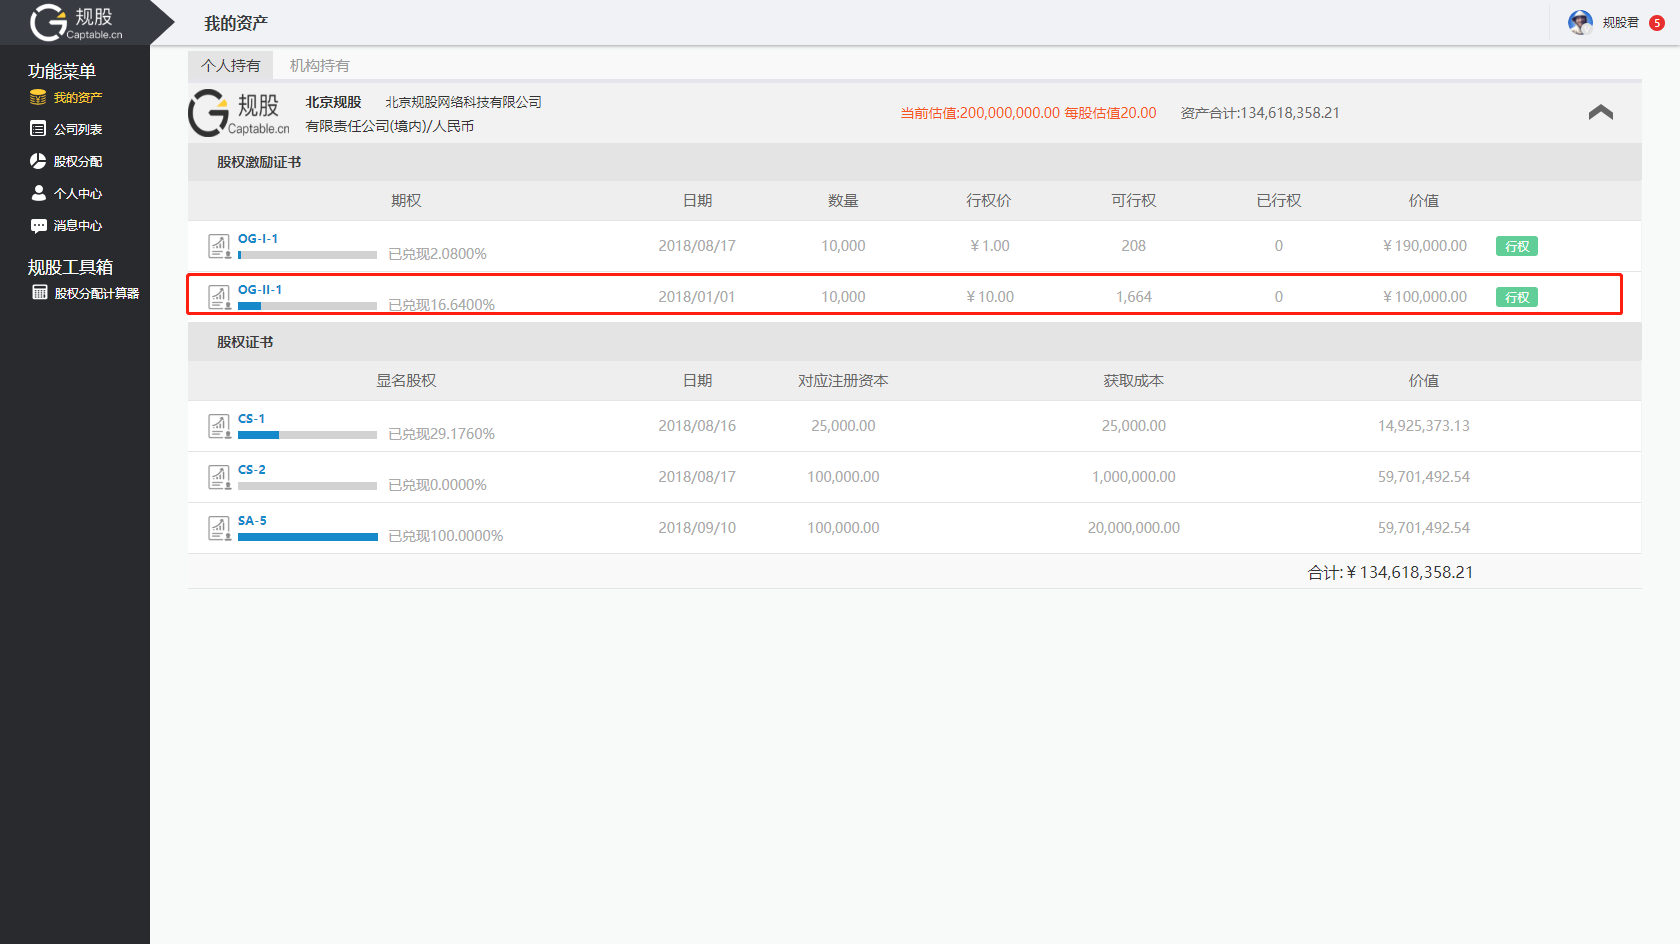 规股
Captable.cn
我的资产
规股君 5
功能菜单
我的资产
公司列表
股权分配
个人中心
消息中心
规股工具箱
股权分配计算器
个人持有 机构持有
规股
Captable.cn
北京规股 北京规股网络科技有限公司
有限责任公司(境内)/人民币
当前估值:200,000,000.00 每股估值20.00 资产合计:134,618,358.21
股权激励证书
期权 日期 数量 行权价 可行权 已行权 价值
OG-I-1 已兑现2.0800% 2018/08/17 10,000 ¥1.00 208 0 ¥190,000.00 行权
OG-II-1 已兑现16.6400% 2018/01/01 10,000 ¥10.00 1,664 0 ¥100,000.00 行权
股权证书
显名股权 日期 对应注册资本 获取成本 价值
CS-1 已兑现29.1760% 2018/08/16 25,000.00 25,000.00 14,925,373.13
CS-2 已兑现0.0000% 2018/08/17 100,000.00 1,000,000.00 59,701,492.54
SA-5 已兑现100.0000% 2018/09/10 100,000.00 20,000,000.00 59,701,492.54
合计:¥134,618,358.21